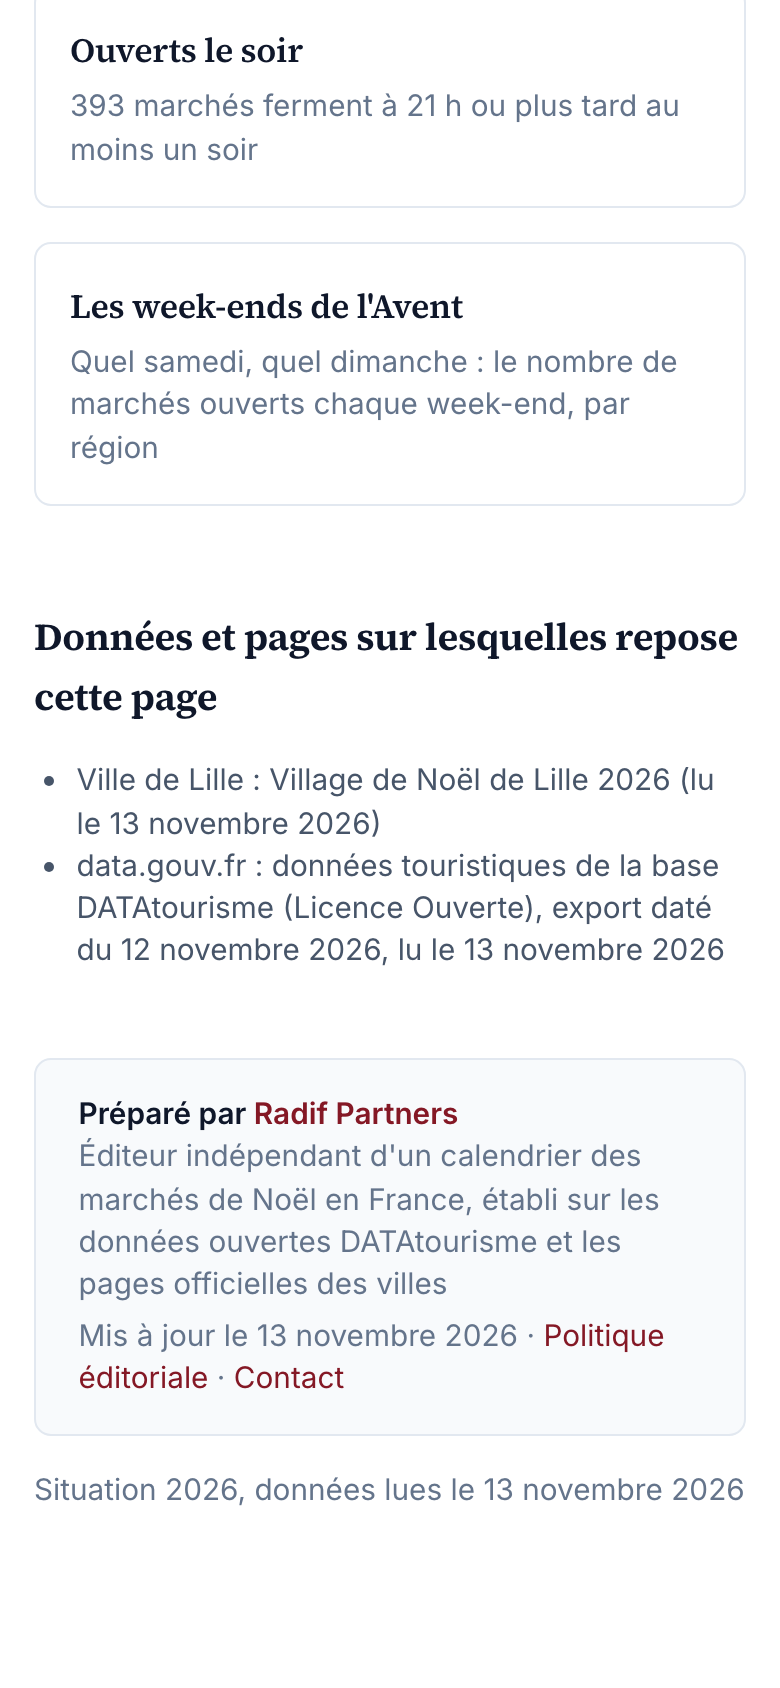 Ouverts le soir
393 marchés ferment à 21 h ou plus tard au
moins un soir
Les week-ends de l'Avent
Quel samedi, quel dimanche : le nombre de
marchés ouverts chaque week-end, par
région
Données et pages sur lesquelles repose
cette page
• Ville de Lille : Village de Noël de Lille 2026 (lu
le 13 novembre 2026)
• data.gouv.fr : données touristiques de la base
DATAtourisme (Licence Ouverte), export daté
du 12 novembre 2026, lu le 13 novembre 2026
Préparé par Radif Partners
Éditeur indépendant d'un calendrier des
marchés de Noël en France, établi sur les
données ouvertes DATAtourisme et les
pages officielles des villes
Mis à jour le 13 novembre 2026 · Politique
éditoriale · Contact
Situation 2026, données lues le 13 novembre 2026